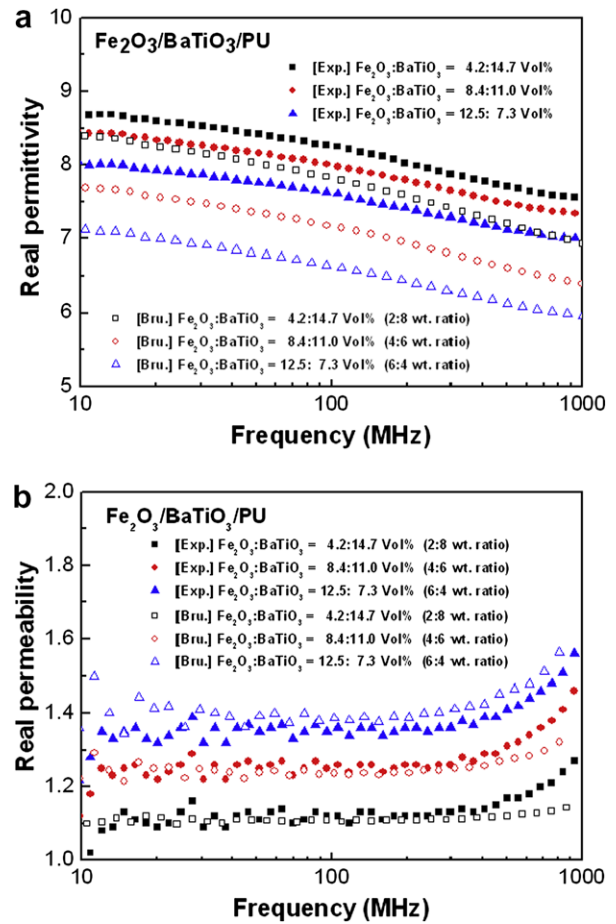 a
10
9
8
7
6
5
Real permittivity
Fe₂O₃/BaTiO₃/PU
[Exp.] Fe₂O₃:BaTiO₃ = 4.2:14.7 Vol%
[Exp.] Fe₂O₃:BaTiO₃ = 8.4:11.0 Vol%
[Exp.] Fe₂O₃:BaTiO₃ = 12.5: 7.3 Vol%
[Bru.] Fe₂O₃:BaTiO₃ = 4.2:14.7 Vol% (2:8 wt. ratio)
[Bru.] Fe₂O₃:BaTiO₃ = 8.4:11.0 Vol% (4:6 wt. ratio)
[Bru.] Fe₂O₃:BaTiO₃ = 12.5: 7.3 Vol% (6:4 wt. ratio)
10 100 1000
Frequency (MHz)
b
2.0
1.8
1.6
1.4
1.2
1.0
Real permeability
Fe₂O₃/BaTiO₃/PU
[Exp.] Fe₂O₃:BaTiO₃ = 4.2:14.7 Vol% (2:8 wt. ratio)
[Exp.] Fe₂O₃:BaTiO₃ = 8.4:11.0 Vol% (4:6 wt. ratio)
[Exp.] Fe₂O₃:BaTiO₃ = 12.5: 7.3 Vol% (6:4 wt. ratio)
[Bru.] Fe₂O₃:BaTiO₃ = 4.2:14.7 Vol% (2:8 wt. ratio)
[Bru.] Fe₂O₃:BaTiO₃ = 8.4:11.0 Vol% (4:6 wt. ratio)
[Bru.] Fe₂O₃:BaTiO₃ = 12.5: 7.3 Vol% (6:4 wt. ratio)
10 100 1000
Frequency (MHz)